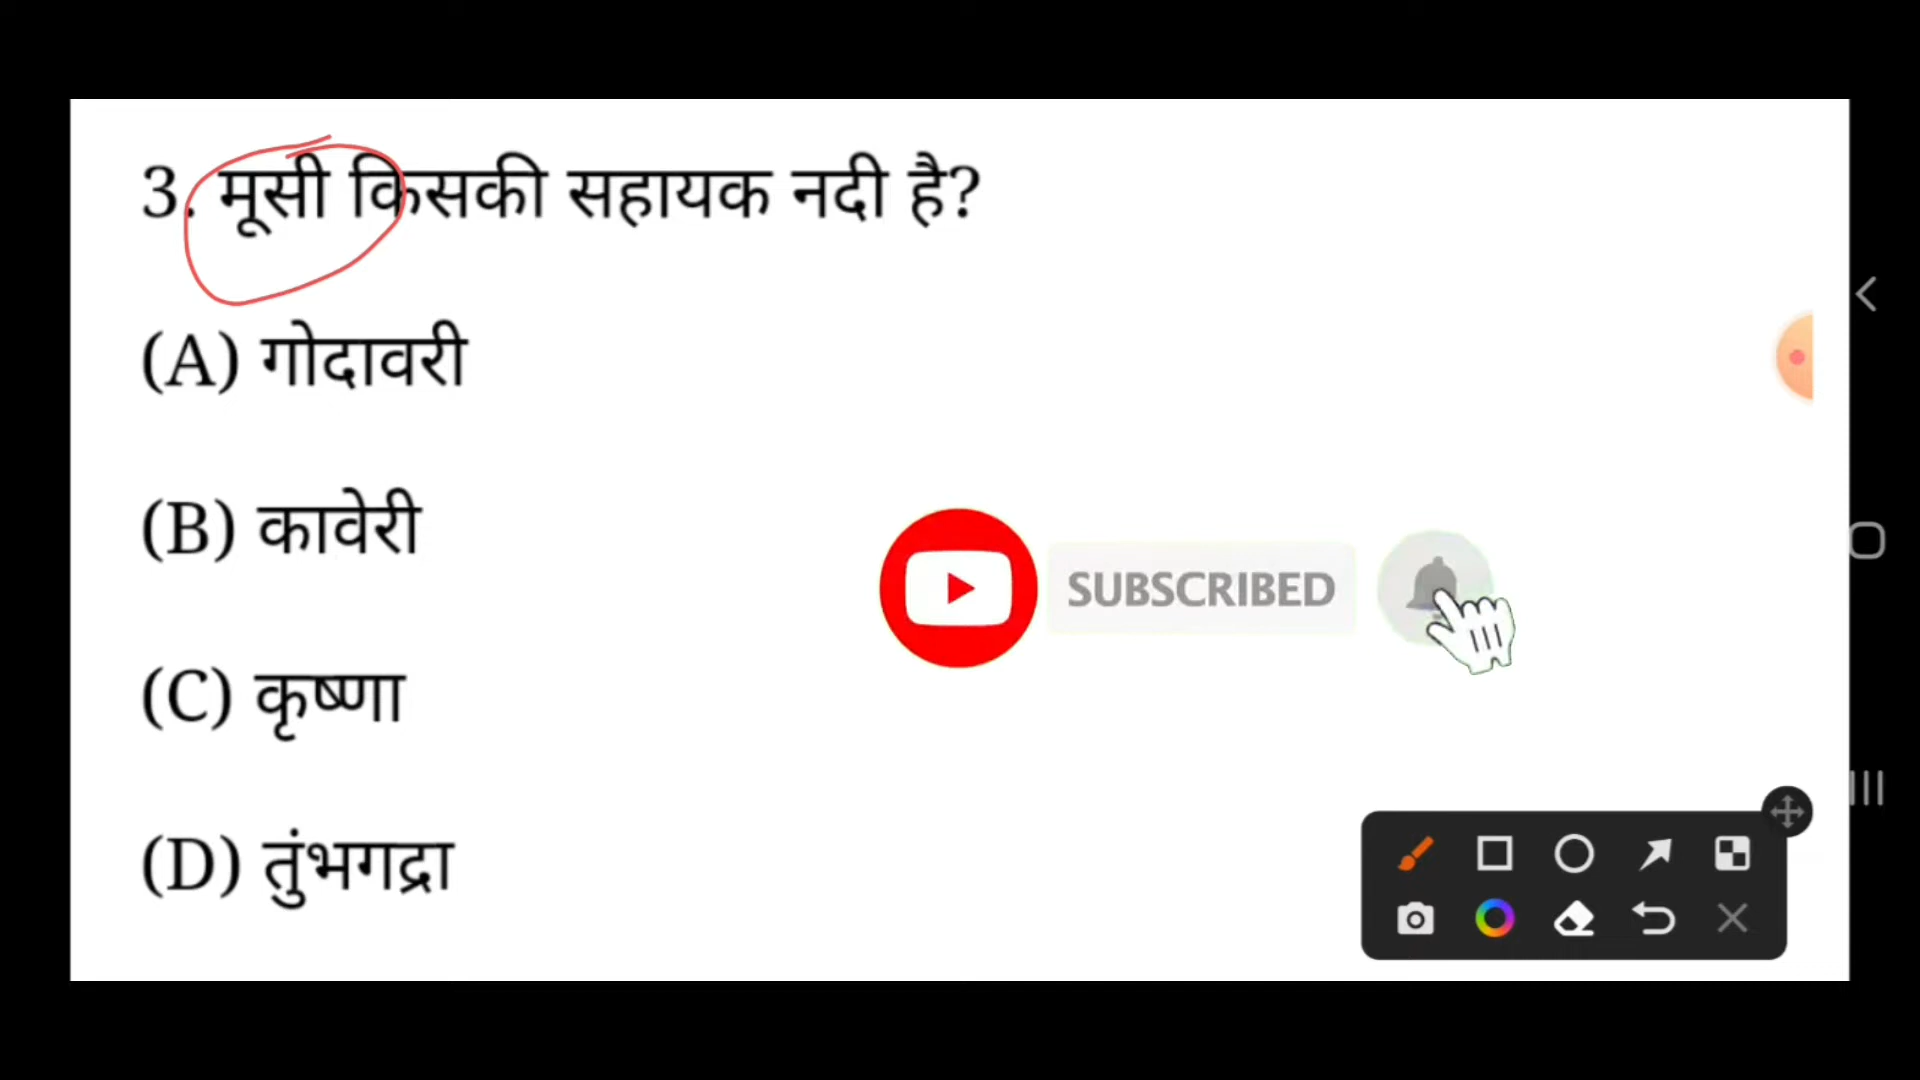 3. मूसी किसकी सहायक नदी है?
(A) गोदावरी
(B) कावेरी
SUBSCRIBED
(C) कृष्णा
(D) तुंभगद्रा